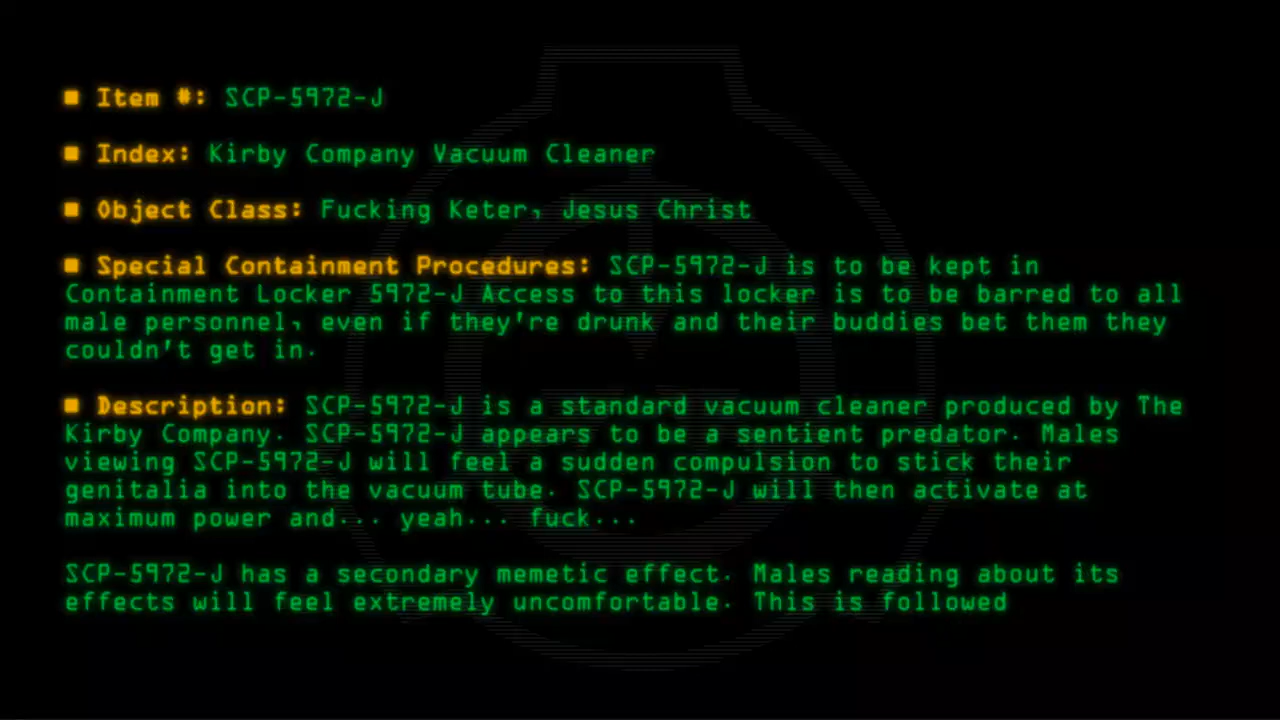 ■ Item #: SCP-5972-J
■ Index: Kirby Company Vacuum Cleaner
■ Object Class: Fucking Keter, Jesus Christ
■ Special Containment Procedures: SCP-5972-J is to be kept in
Containment Locker 5972-J Access to this locker is to be barred to all
male personnel, even if they're drunk and their buddies bet them they
couldn't get in.
■ Description: SCP-5972-J is a standard vacuum cleaner produced by The
Kirby Company. SCP-5972-J appears to be a sentient predator. Males
viewing SCP-5972-J will feel a sudden compulsion to stick their
genitalia into the vacuum tube. SCP-5972-J will then activate at
maximum power and... yeah... fuck...
SCP-5972-J has a secondary memetic effect. Males reading about its
effects will feel extremely uncomfortable. This is followed